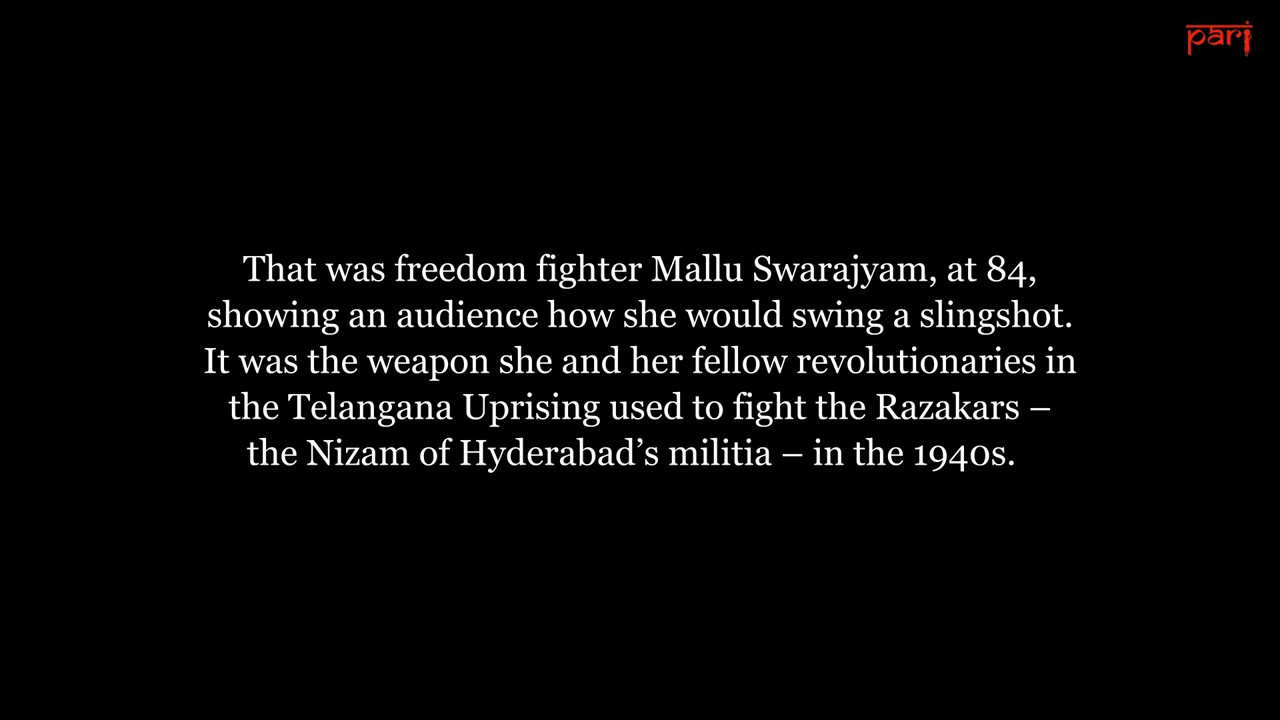 pari
That was freedom fighter Mallu Swarajyam, at 84,
showing an audience how she would swing a slingshot.
It was the weapon she and her fellow revolutionaries in
the Telangana Uprising used to fight the Razakars –
the Nizam of Hyderabad’s militia – in the 1940s.